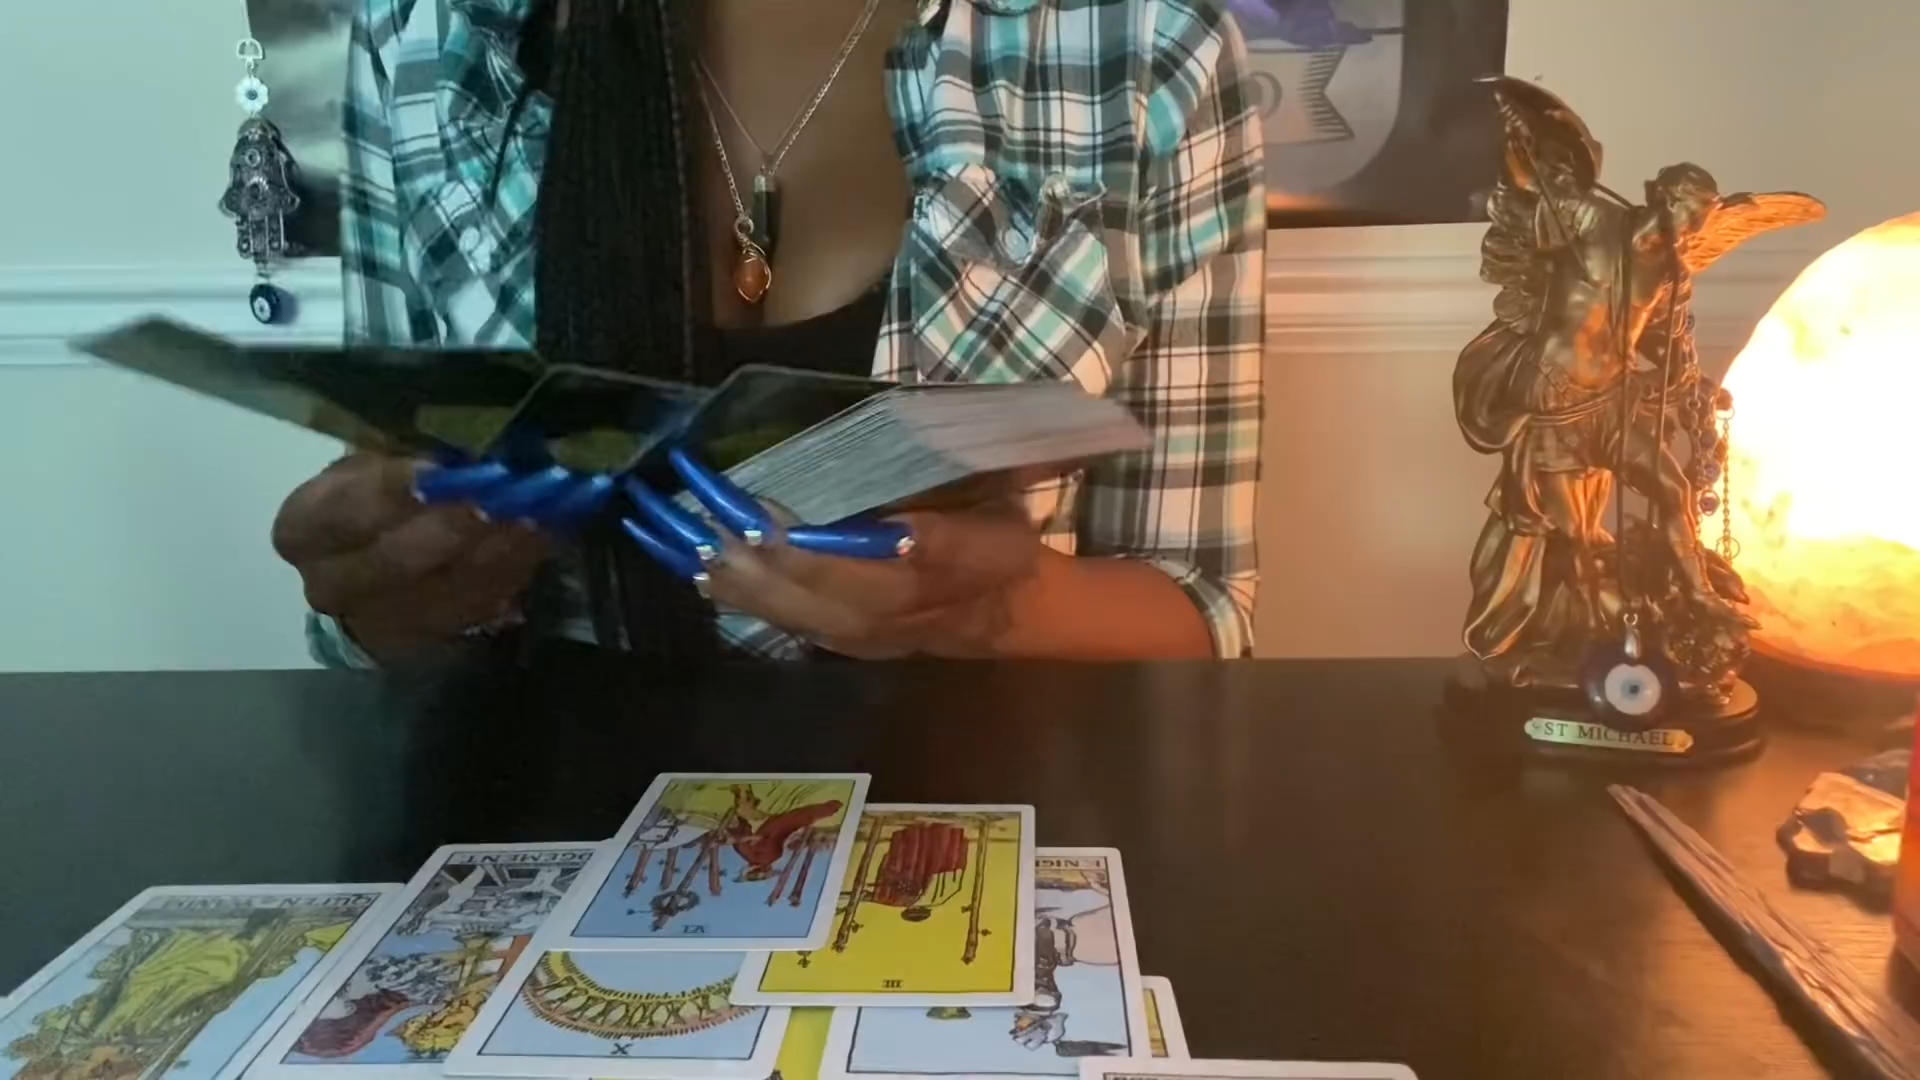 ST MICHAEL
JUDGEMENT
QUEEN of WANDS
VI
III
X